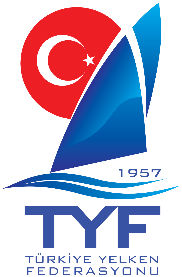 1957
TYF
TÜRKİYE YELKEN
FEDERASYONU